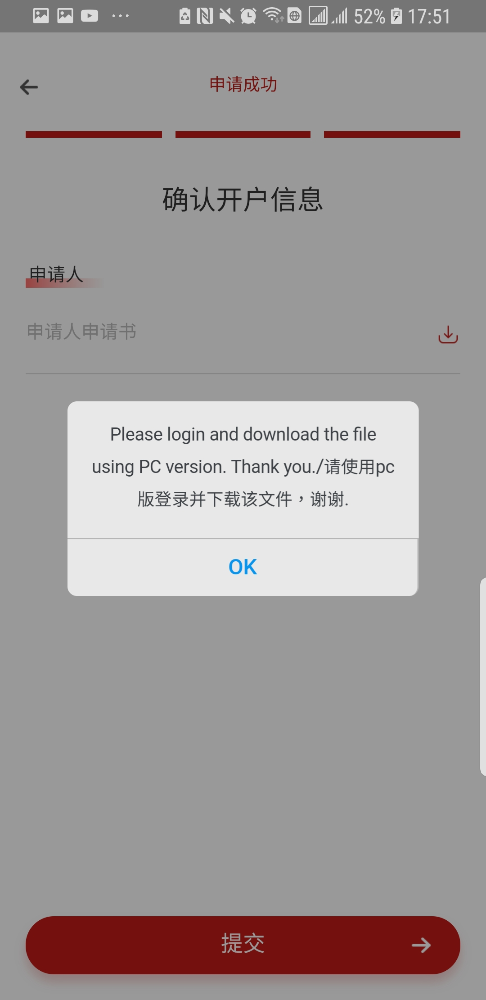 52% 17:51
申请成功
确认开户信息
申请人
申请人申请书
Please login and download the file
using PC version. Thank you./请使用pc
版登录并下载该文件，谢谢.
OK
提交